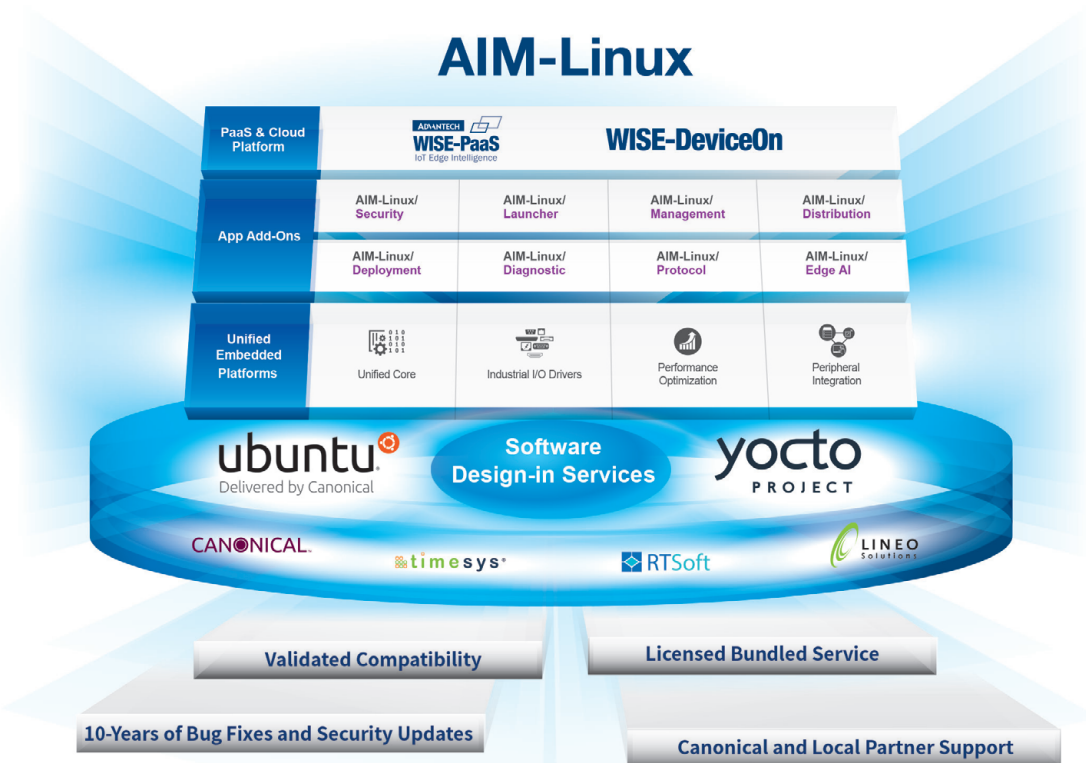 AIM-Linux
PaaS & Cloud
Platform
ADVANTECH
WISE-PaaS
IoT Edge Intelligence
WISE-DeviceOn
App Add-Ons
AIM-Linux/
Security
AIM-Linux/
Launcher
AIM-Linux/
Management
AIM-Linux/
Distribution
AIM-Linux/
Deployment
AIM-Linux/
Diagnostic
AIM-Linux/
Protocol
AIM-Linux/
Edge AI
Unified
Embedded
Platforms
010
101
010
101
Unified Core
Industrial I/O Drivers
Performance
Optimization
Peripheral
Integration
ubuntu
Delivered by Canonical
Software
Design-in Services
yocto
PROJECT
CANONICAL
timesys
RTSoft
LINEO
Solutions
Validated Compatibility
Licensed Bundled Service
10-Years of Bug Fixes and Security Updates
Canonical and Local Partner Support